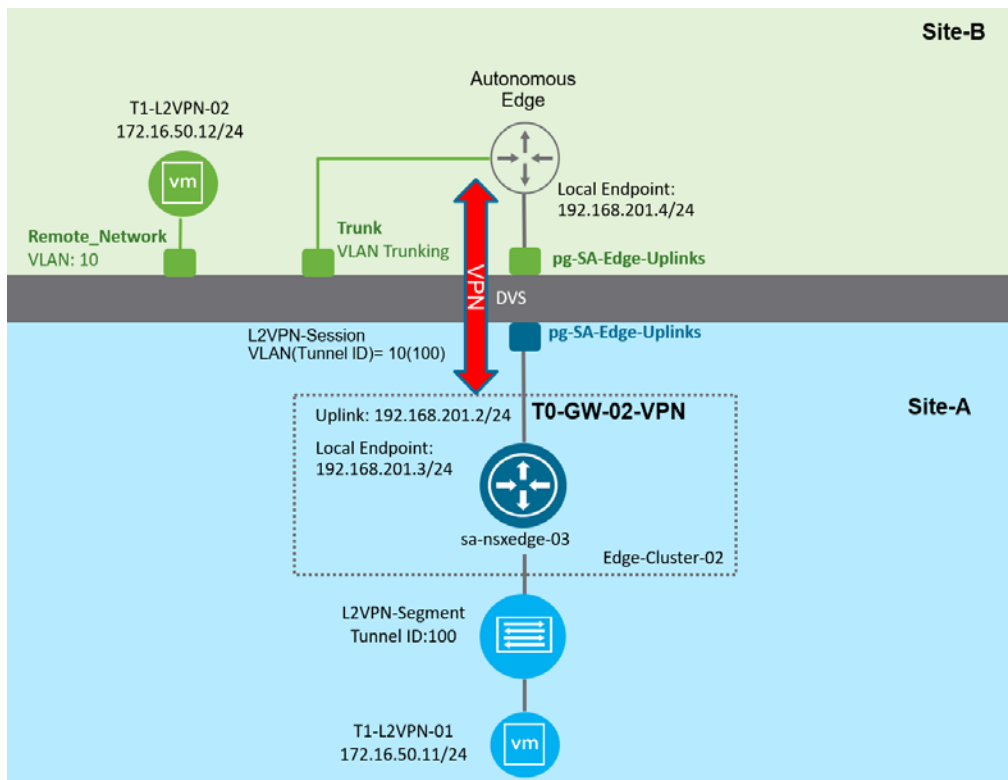 Site-B
Autonomous
Edge
T1-L2VPN-02
172.16.50.12/24
vm
Local Endpoint:
192.168.201.4/24
Remote_Network
VLAN: 10
Trunk
VLAN Trunking
pg-SA-Edge-Uplinks
VPN
DVS
L2VPN-Session
VLAN(Tunnel ID)= 10(100)
pg-SA-Edge-Uplinks
Site-A
Uplink: 192.168.201.2/24
T0-GW-02-VPN
Local Endpoint:
192.168.201.3/24
sa-nsxedge-03
Edge-Cluster-02
L2VPN-Segment
Tunnel ID:100
T1-L2VPN-01
172.16.50.11/24
vm